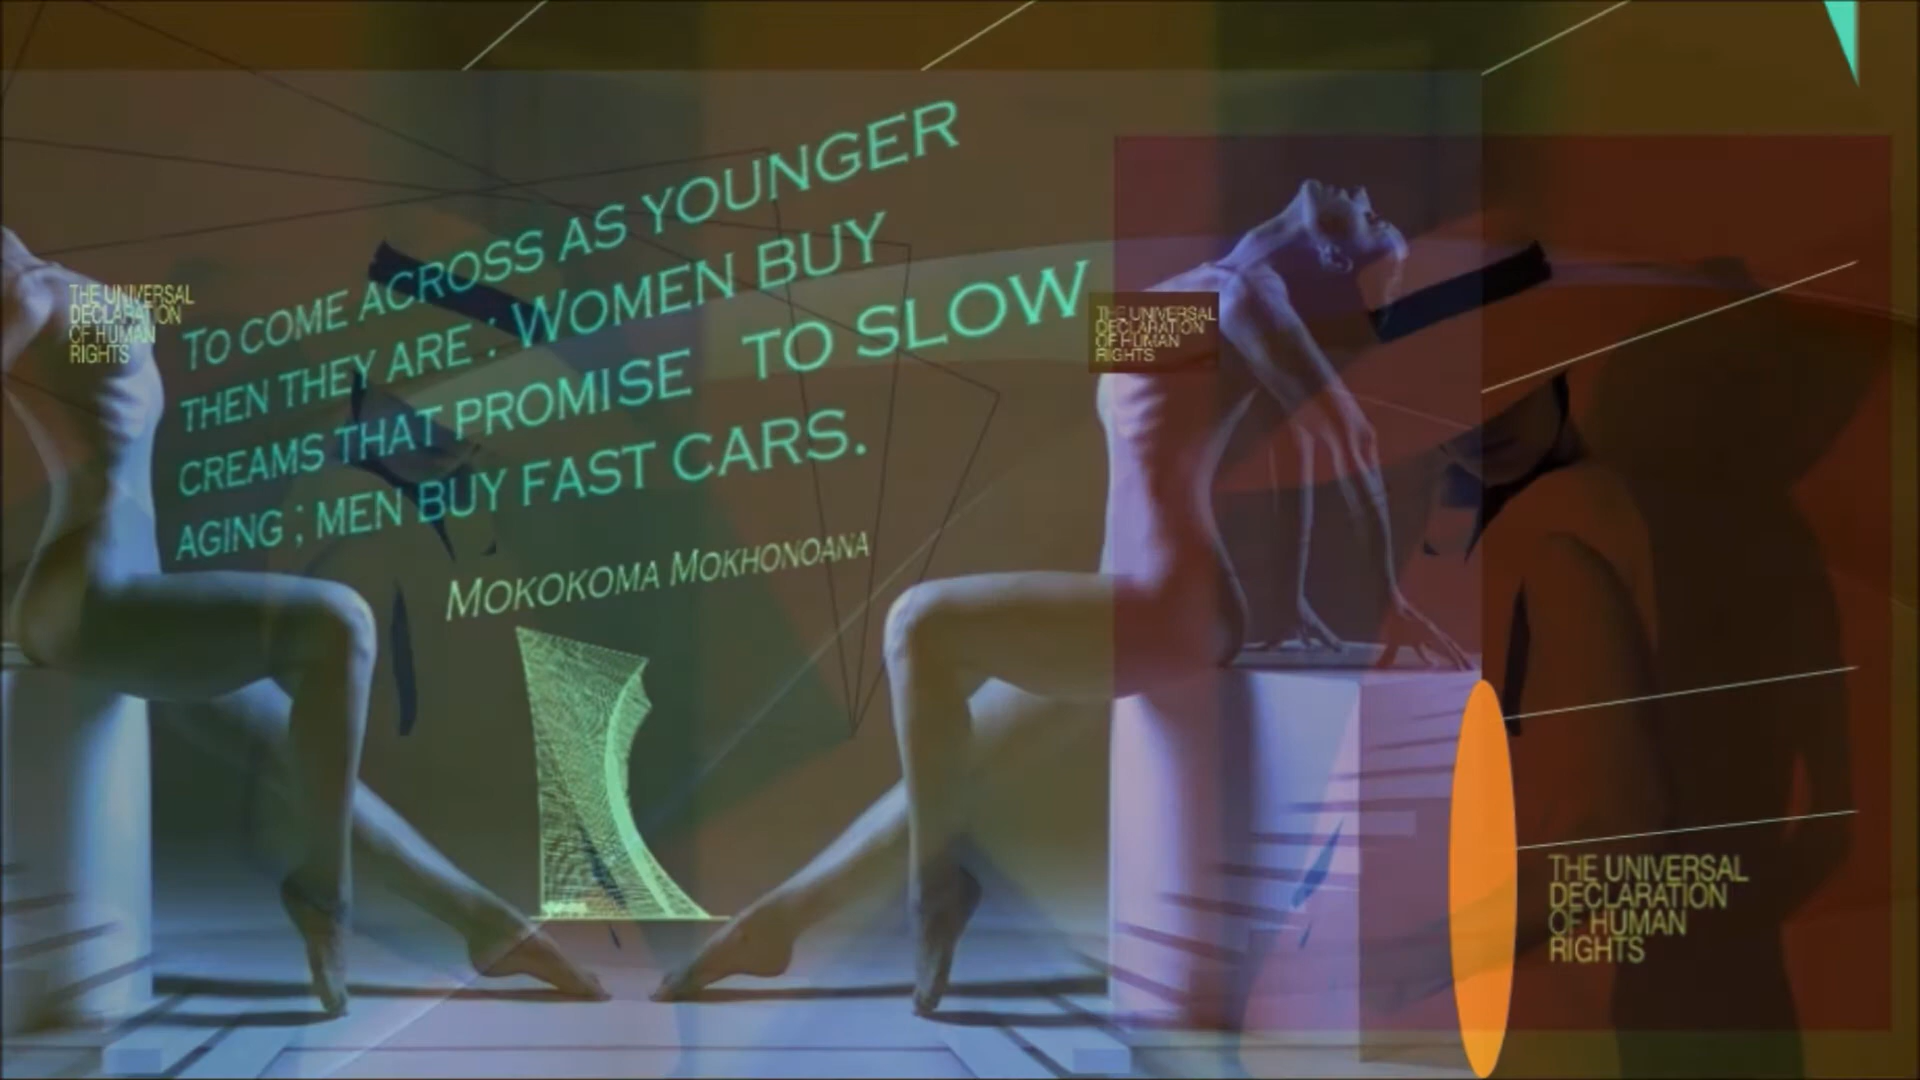 TO COME ACROSS AS YOUNGER
THEN THEY ARE : WOMEN BUY
CREAMS THAT PROMISE TO SLOW
AGING ; MEN BUY FAST CARS.
MOKOKOMA MOKHONOANA
THE UNIVERSAL
DECLARATION
OF HUMAN
RIGHTS
THE UNIVERSAL
DECLARATION
OF HUMAN
RIGHTS
THE UNIVERSAL
DECLARATION
OF HUMAN
RIGHTS